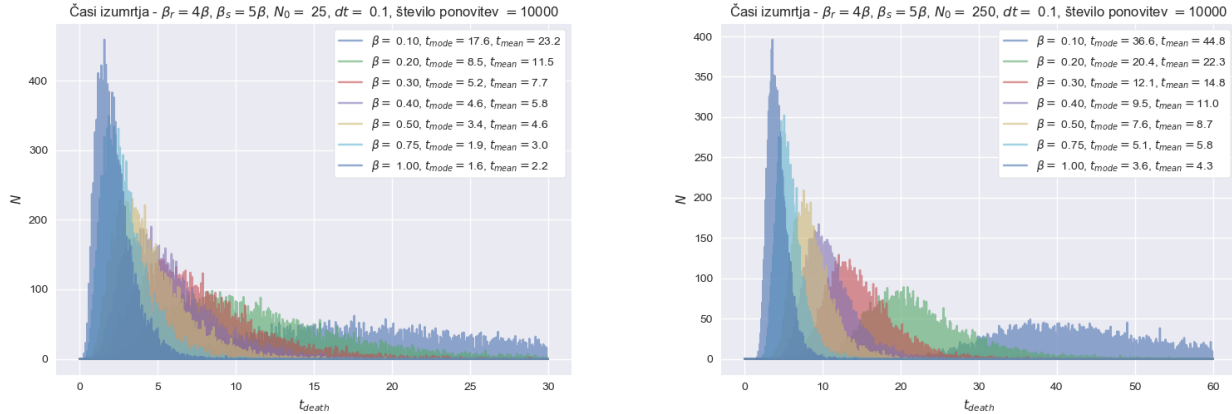 Časi izumrtja - βr = 4β, βs = 5β, N0 = 25, dt = 0.1, število ponovitev = 10000
β = 0.10, tmode = 17.6, tmean = 23.2
β = 0.20, tmode = 8.5, tmean = 11.5
β = 0.30, tmode = 5.2, tmean = 7.7
β = 0.40, tmode = 4.6, tmean = 5.8
β = 0.50, tmode = 3.4, tmean = 4.6
β = 0.75, tmode = 1.9, tmean = 3.0
β = 1.00, tmode = 1.6, tmean = 2.2
400
300
200
100
0
N
0 5 10 15 20 25 30
tdeath
Časi izumrtja - βr = 4β, βs = 5β, N0 = 250, dt = 0.1, število ponovitev = 10000
β = 0.10, tmode = 36.6, tmean = 44.8
β = 0.20, tmode = 20.4, tmean = 22.3
β = 0.30, tmode = 12.1, tmean = 14.8
β = 0.40, tmode = 9.5, tmean = 11.0
β = 0.50, tmode = 7.6, tmean = 8.7
β = 0.75, tmode = 5.1, tmean = 5.8
β = 1.00, tmode = 3.6, tmean = 4.3
400
350
300
250
200
150
100
50
0
N
0 10 20 30 40 50 60
tdeath